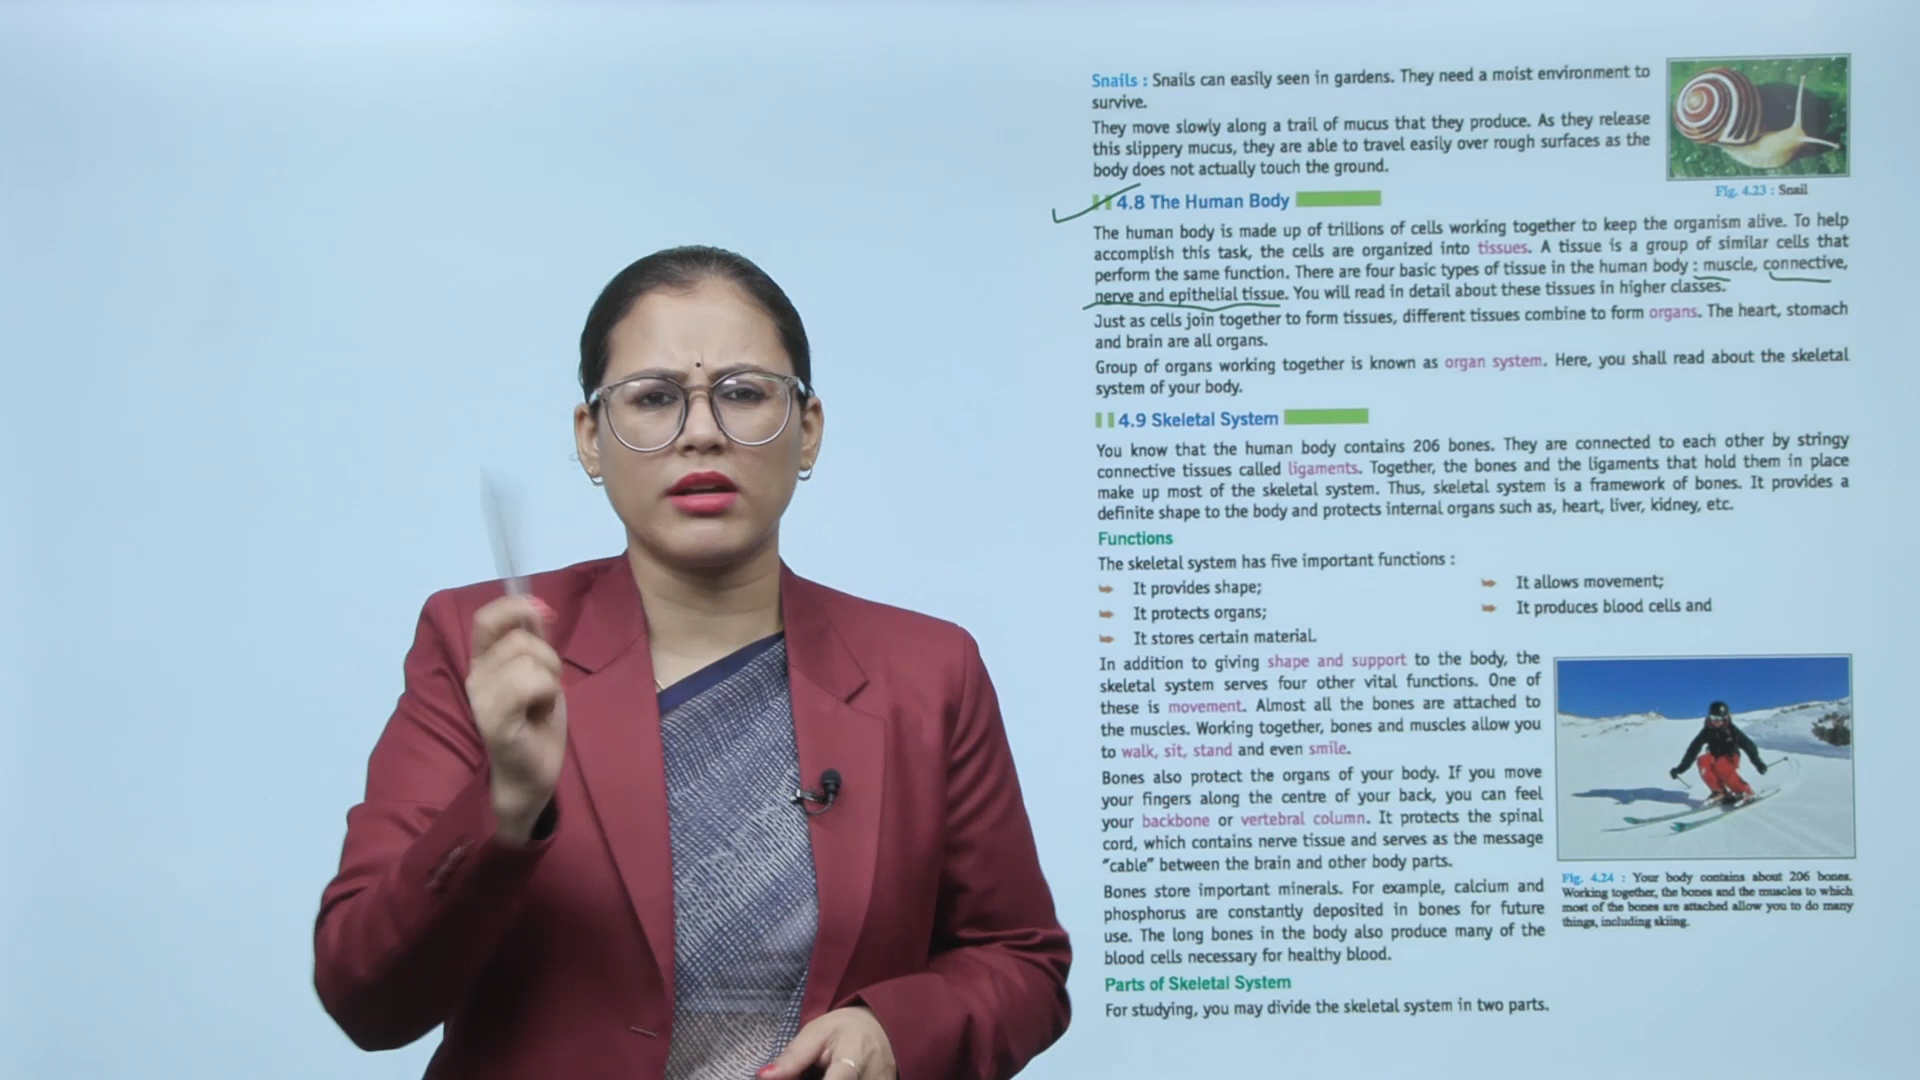 Snails : Snails can easily seen in gardens. They need a moist environment to
survive.
They move slowly along a trail of mucus that they produce. As they release
this slippery mucus, they are able to travel easily over rough surfaces as the
body does not actually touch the ground.
Fig. 4.23 : Snail
4.8 The Human Body
The human body is made up of trillions of cells working together to keep the organism alive. To help
accomplish this task, the cells are organized into tissues. A tissue is a group of similar cells that
perform the same function. There are four basic types of tissue in the human body : muscle, connective,
nerve and epithelial tissue. You will read in detail about these tissues in higher classes.
Just as cells join together to form tissues, different tissues combine to form organs. The heart, stomach
and brain are all organs.
Group of organs working together is known as organ system. Here, you shall read about the skeletal
system of your body.
4.9 Skeletal System
You know that the human body contains 206 bones. They are connected to each other by stringy
connective tissues called ligaments. Together, the bones and the ligaments that hold them in place
make up most of the skeletal system. Thus, skeletal system is a framework of bones. It provides a
definite shape to the body and protects internal organs such as, heart, liver, kidney, etc.
Functions
The skeletal system has five important functions :
It provides shape;
It allows movement;
It protects organs;
It produces blood cells and
It stores certain material.
In addition to giving shape and support to the body, the
skeletal system serves four other vital functions. One of
these is movement. Almost all the bones are attached to
the muscles. Working together, bones and muscles allow you
to walk, sit, stand and even smile.
Bones also protect the organs of your body. If you move
your fingers along the centre of your back, you can feel
your backbone or vertebral column. It protects the spinal
cord, which contains nerve tissue and serves as the message
"cable" between the brain and other body parts.
Fig. 4.24 : Your body contains about 206 bones.
Working together, the bones and the muscles to which
most of the bones are attached allow you to do many
things, including skiing.
Bones store important minerals. For example, calcium and
phosphorus are constantly deposited in bones for future
use. The long bones in the body also produce many of the
blood cells necessary for healthy blood.
Parts of Skeletal System
For studying, you may divide the skeletal system in two parts.